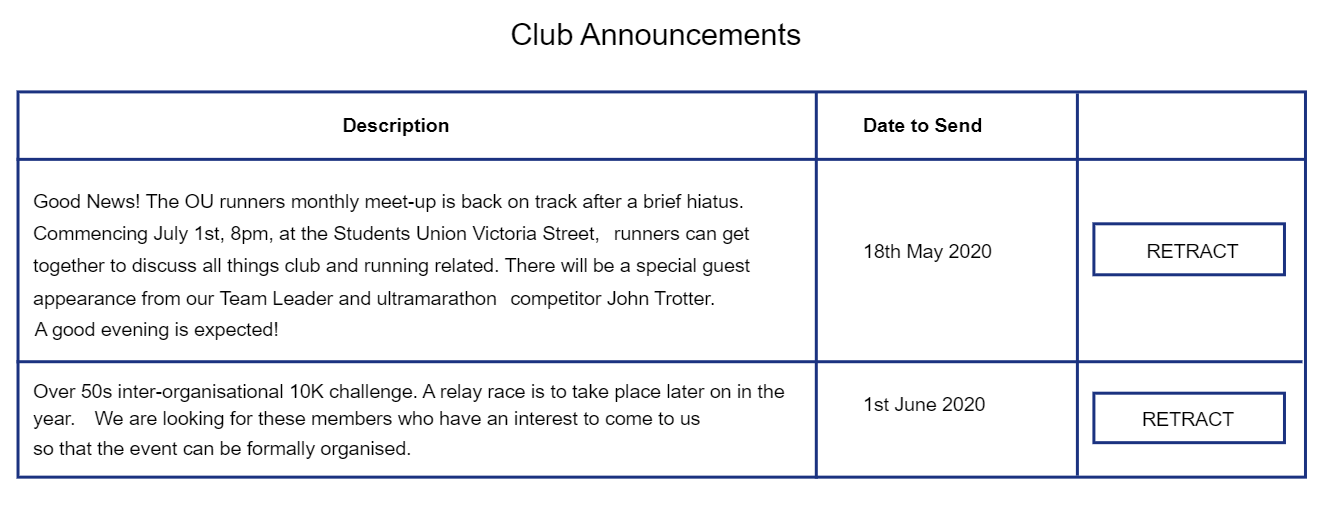 Club Announcements
Description
Date to Send
Good News! The OU runners monthly meet-up is back on track after a brief hiatus.
Commencing July 1st, 8pm, at the Students Union Victoria Street, runners can get
together to discuss all things club and running related. There will be a special guest
appearance from our Team Leader and ultramarathon competitor John Trotter.
A good evening is expected!
18th May 2020
RETRACT
Over 50s inter-organisational 10K challenge. A relay race is to take place later on in the
year. We are looking for these members who have an interest to come to us
so that the event can be formally organised.
1st June 2020
RETRACT